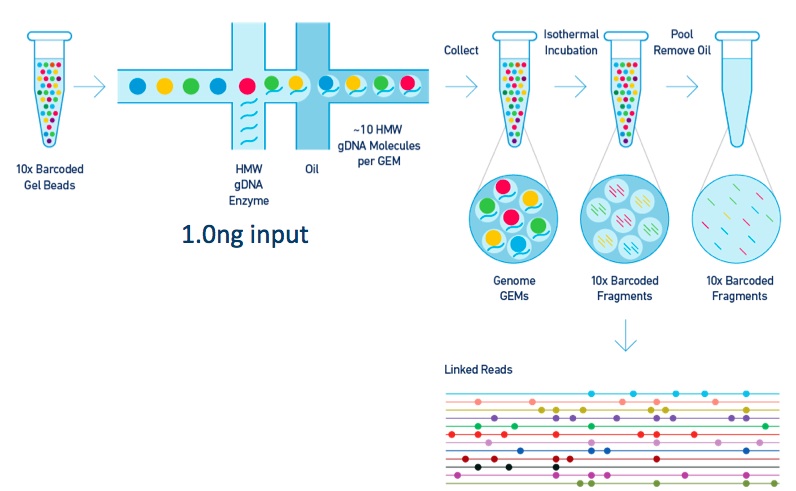 Collect
Isothermal
Incubation
Pool
Remove Oil
10x Barcoded
Gel Beads
HMW
gDNA
Enzyme
Oil
~10 HMW
gDNA Molecules
per GEM
1.0ng input
Genome
GEMs
10x Barcoded
Fragments
10x Barcoded
Fragments
Linked Reads